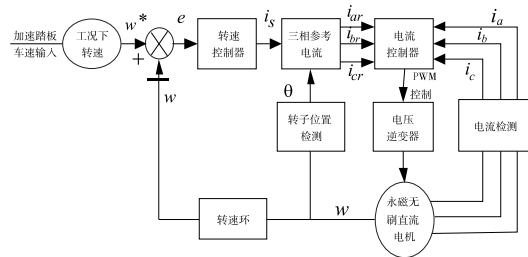 加速踏板
车速输入
工况下
转速
w*
+
e
转速
控制器
i_s
三相参考
电流
i_ar
i_br
i_cr
电流
控制器
i_a
i_b
i_c
PWM
控制
w
θ
转子位置
检测
电压
逆变器
电流检测
转速环
w
永磁无
刷直流
电机